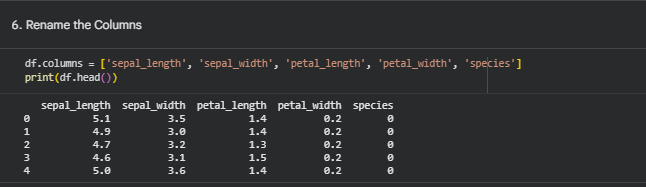 6. Rename the Columns
df.columns = ['sepal_length', 'sepal_width', 'petal_length', 'petal_width', 'species']
print(df.head())
sepal_length sepal_width petal_length petal_width species
0 5.1 3.5 1.4 0.2 0
1 4.9 3.0 1.4 0.2 0
2 4.7 3.2 1.3 0.2 0
3 4.6 3.1 1.5 0.2 0
4 5.0 3.6 1.4 0.2 0